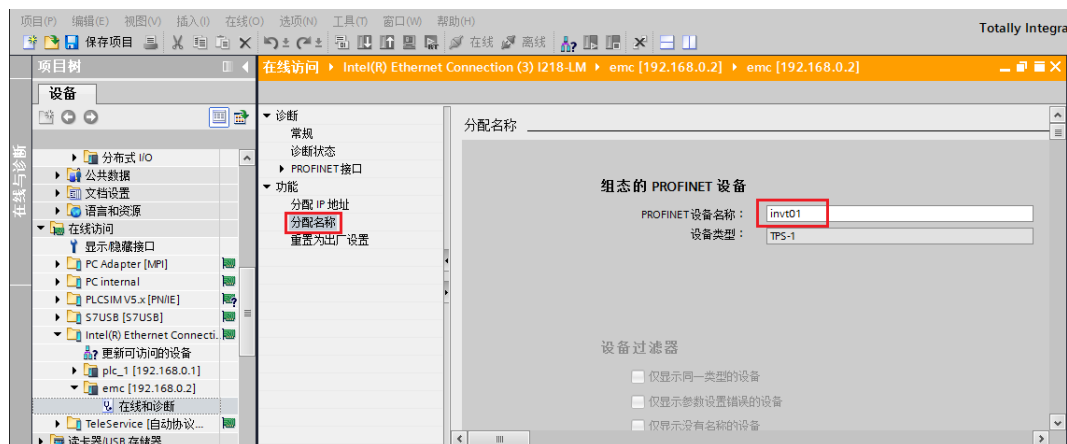 项目(P) 编辑(E) 视图(V) 插入(I) 在线(O) 选项(N) 工具(T) 窗口(W) 帮助(H)
Totally Integra
保存项目 在线 离线
项目树
在线访问 ▸ Intel(R) Ethernet Connection (3) I218-LM ▸ emc [192.168.0.2] ▸ emc [192.168.0.2]
设备
在线与诊断
分布式 I/O
公共数据
文档设置
语言和资源
在线访问
显示/隐藏接口
PC Adapter [MPI]
PC internal
PLCSIM V5.x [PN/IE]
S7USB [S7USB]
Intel(R) Ethernet Connecti..
更新可访问的设备
plc_1 [192.168.0.1]
emc [192.168.0.2]
在线和诊断
TeleService [自动协议...
读卡器/USB 存储器
诊断
常规
诊断状态
PROFINET接口
功能
分配 IP 地址
分配名称
重置为出厂设置
分配名称
组态的 PROFINET 设备
PROFINET设备名称: invt01
设备类型: TPS-1
设备过滤器
仅显示同一类型的设备
仅显示参数设置错误的设备
仅显示没有名称的设备